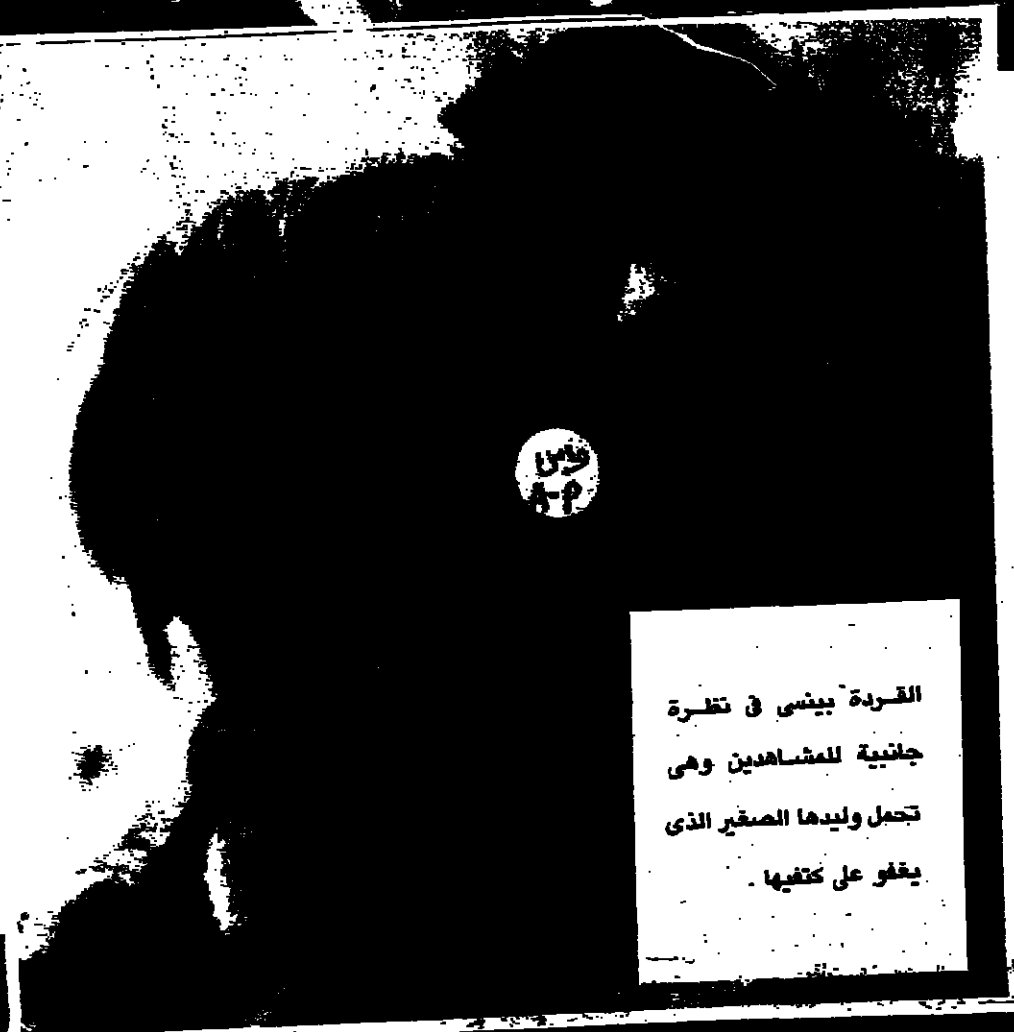 A-P
القردة بينسى فى نظرة
جانبية للمشاهدين وهى
تحمل وليدها الصغير الذى
يغفو على كتفيها .